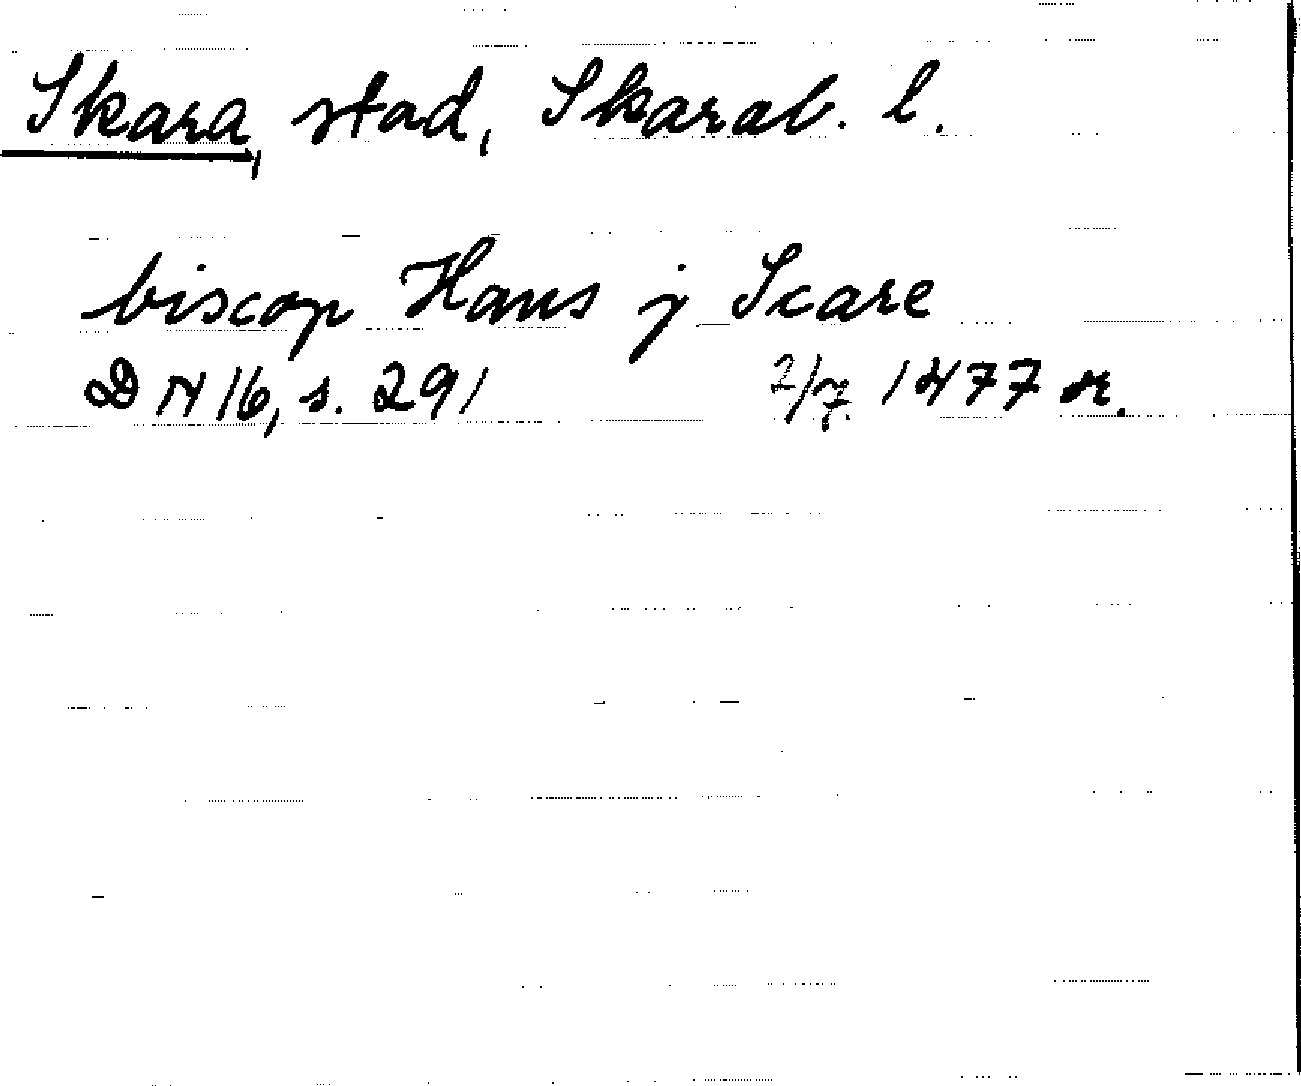 Skara, stad, Skarab. l.
biscop Hans j Scare
DN 16, s. 291 2/7 1477 or.